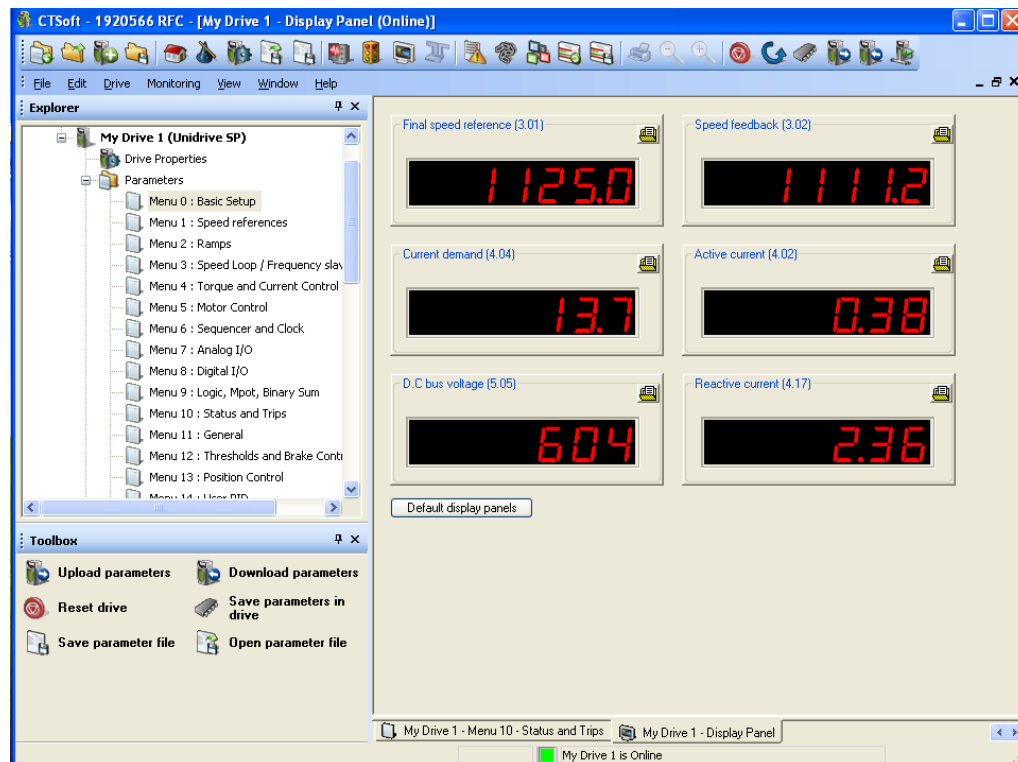 CTSoft - 1920566 RFC - [My Drive 1 - Display Panel (Online)]
File Edit Drive Monitoring View Window Help
Explorer
My Drive 1 (Unidrive SP)
Drive Properties
Parameters
Menu 0 : Basic Setup
Menu 1 : Speed references
Menu 2 : Ramps
Menu 3 : Speed Loop / Frequency slav
Menu 4 : Torque and Current Control
Menu 5 : Motor Control
Menu 6 : Sequencer and Clock
Menu 7 : Analog I/O
Menu 8 : Digital I/O
Menu 9 : Logic, Mpot, Binary Sum
Menu 10 : Status and Trips
Menu 11 : General
Menu 12 : Thresholds and Brake Contr
Menu 13 : Position Control
Menu 14 : User PID
Toolbox
Upload parameters
Download parameters
Reset drive
Save parameters in
drive
Save parameter file
Open parameter file
Final speed reference (3.01)
1125.0
Speed feedback (3.02)
1111.2
Current demand (4.04)
13.7
Active current (4.02)
0.38
D.C bus voltage (5.05)
604
Reactive current (4.17)
2.36
Default display panels
My Drive 1 - Menu 10 - Status and Trips
My Drive 1 - Display Panel
My Drive 1 is Online